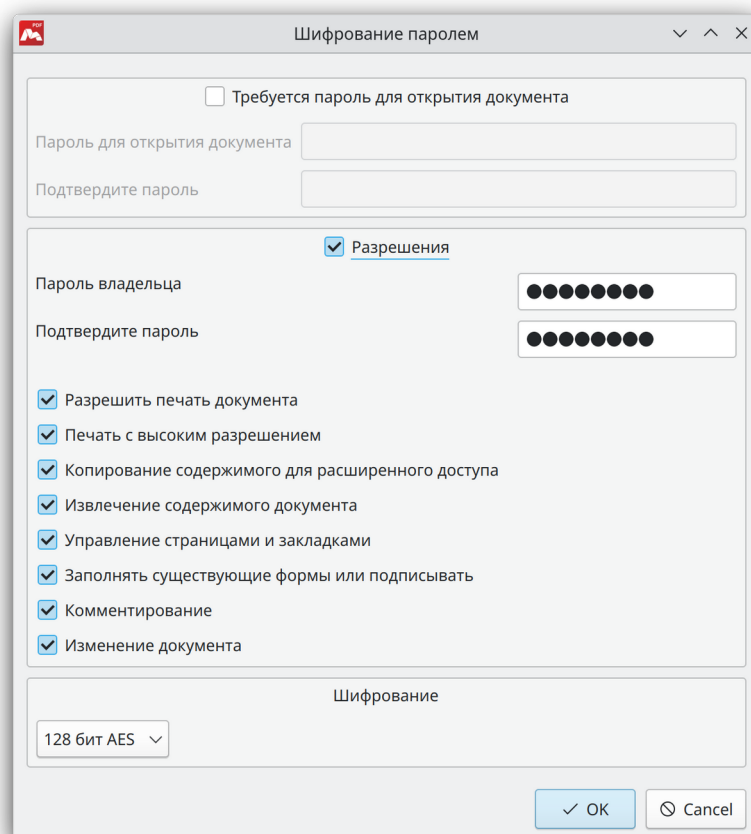 PDF
Шифрование паролем
Требуется пароль для открытия документа
Пароль для открытия документа
Подтвердите пароль
Разрешения
Пароль владельца
Подтвердите пароль
Разрешить печать документа
Печать с высоким разрешением
Копирование содержимого для расширенного доступа
Извлечение содержимого документа
Управление страницами и закладками
Заполнять существующие формы или подписывать
Комментирование
Изменение документа
Шифрование
128 бит AES
OK Cancel